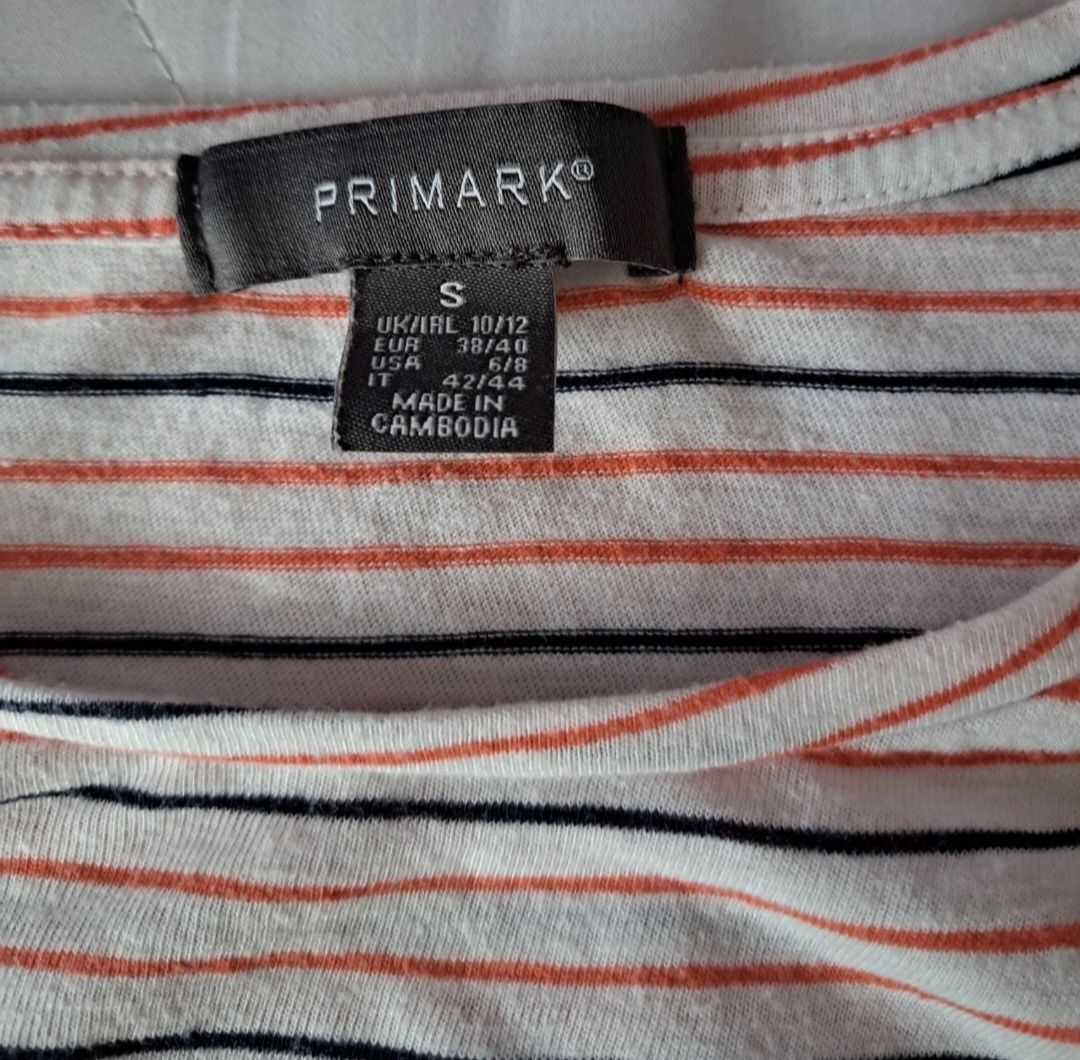 PRIMARK®
S
UK/IRL 10/12
EUR 38/40
USA 6/8
IT 42/44
MADE IN
CAMBODIA